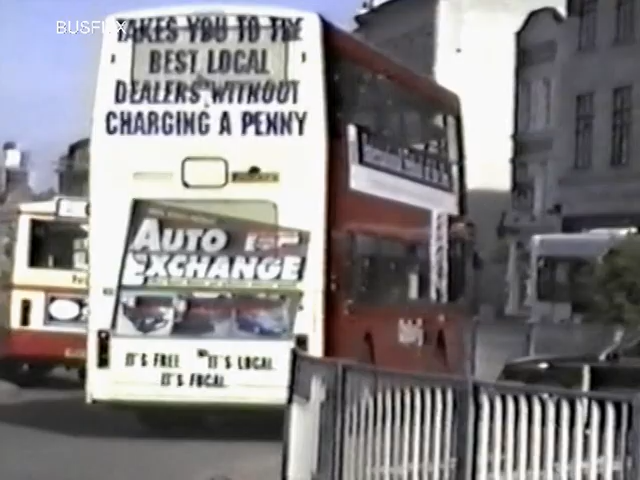 BUSFLIX
TAKES YOU TO THE
BEST LOCAL
DEALERS WITHOUT
CHARGING A PENNY
AUTO
EXCHANGE
IT'S FREE IT'S LOCAL
IT'S FOCAL